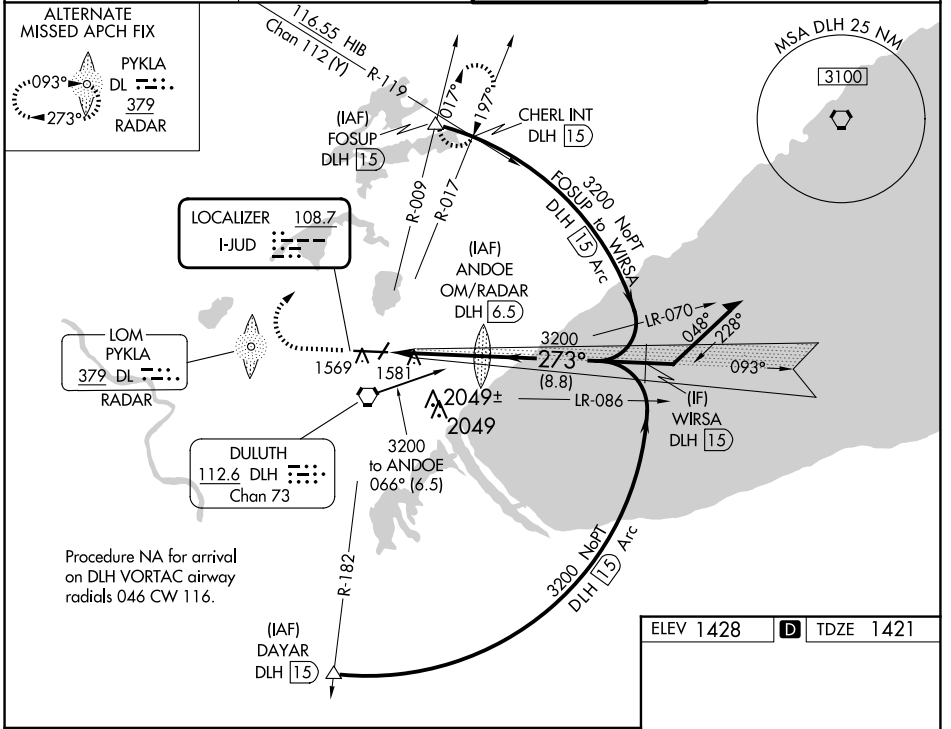 ALTERNATE
MISSED APCH FIX
093°
273°
PYKLA
DL
379
RADAR
116.55 HIB
Chan 112 (Y)
R-119
017°
197°
(IAF)
FOSUP
DLH 15
CHERL INT
DLH 15
MSA DLH 25 NM
3100
R-009
R-017
3200 NoPT
FOSUP to WIRSA
DLH 15 Arc
LOCALIZER 108.7
I-JUD
(IAF)
ANDOE
OM/RADAR
DLH 6.5
LR-070
048°
228°
3200
273°
(8.8)
093°
LOM
PYKLA
379 DL
RADAR
1569
1581
2049±
2049
LR-086
(IF)
WIRSA
DLH 15
DULUTH
112.6 DLH
Chan 73
3200
to ANDOE
066° (6.5)
Procedure NA for arrival
on DLH VORTAC airway
radials 046 CW 116.
R-182
3200 NoPT
DLH 15 Arc
(IAF)
DAYAR
DLH 15
ELEV 1428 D TDZE 1421